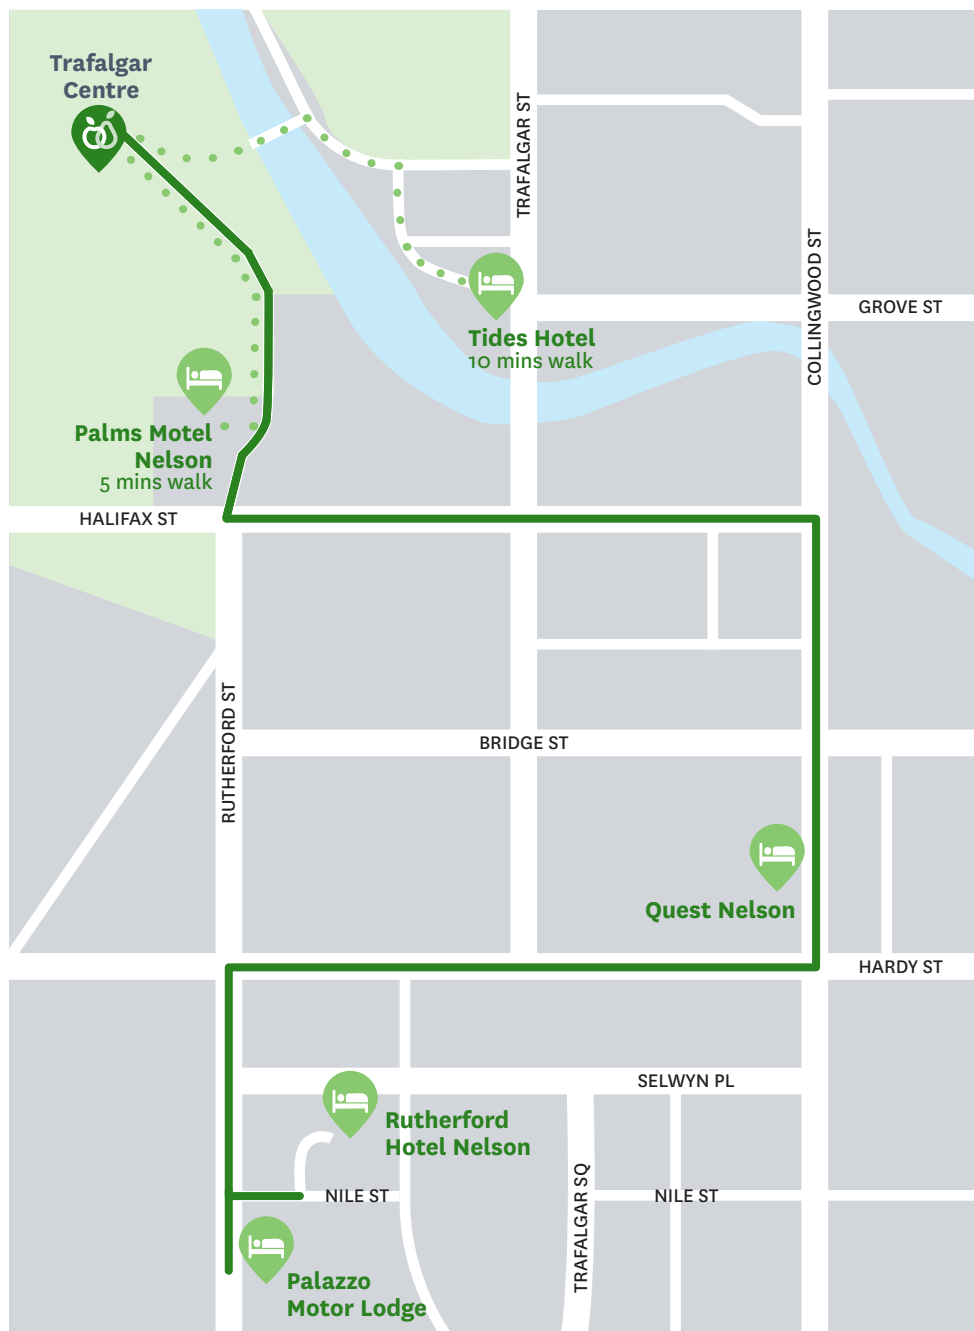 Trafalgar
Centre
TRAFALGAR ST
COLLINGWOOD ST
GROVE ST
Tides Hotel
10 mins walk
Palms Motel
Nelson
5 mins walk
HALIFAX ST
RUTHERFORD ST
BRIDGE ST
Quest Nelson
HARDY ST
SELWYN PL
Rutherford
Hotel Nelson
NILE ST
NILE ST
TRAFALGAR SQ
Palazzo
Motor Lodge